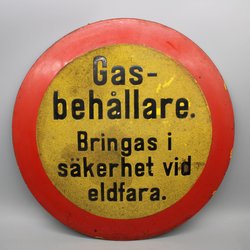 Gas-
behållare.
Bringas i
säkerhet vid
eldfara.